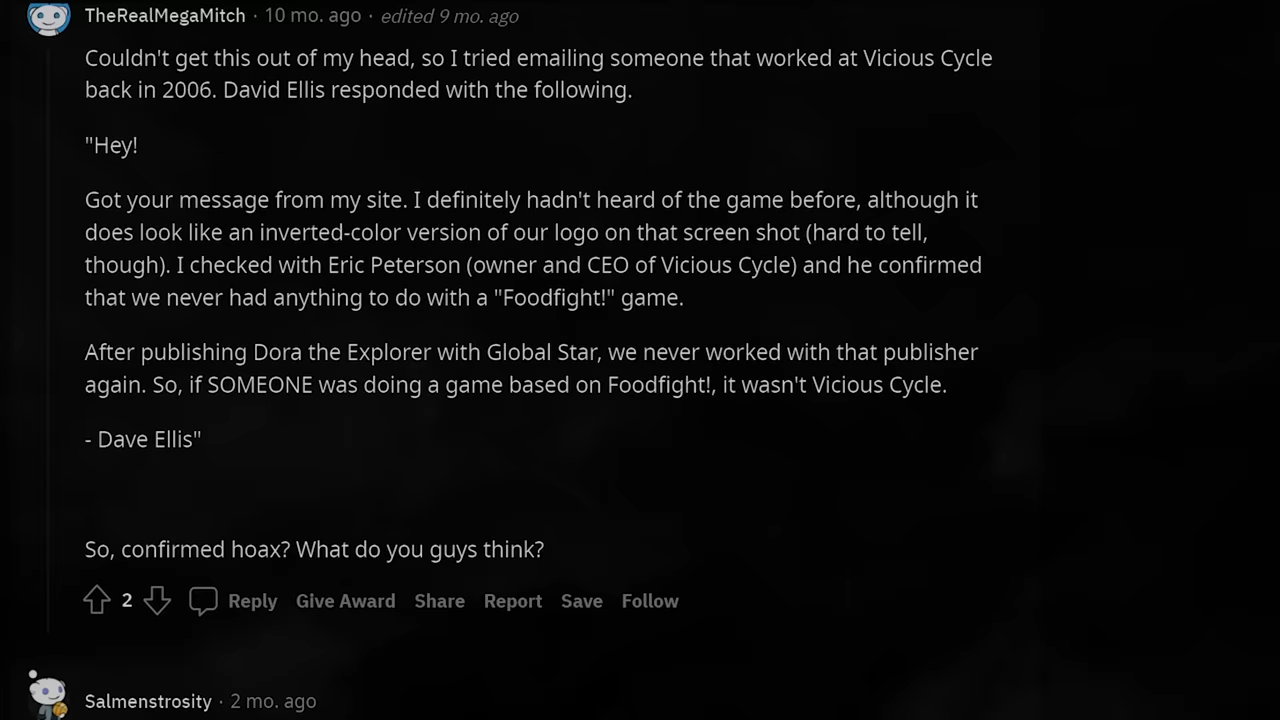 TheRealMegaMitch · 10 mo. ago · edited 9 mo. ago
Couldn't get this out of my head, so I tried emailing someone that worked at Vicious Cycle
back in 2006. David Ellis responded with the following.
"Hey!
Got your message from my site. I definitely hadn't heard of the game before, although it
does look like an inverted-color version of our logo on that screen shot (hard to tell,
though). I checked with Eric Peterson (owner and CEO of Vicious Cycle) and he confirmed
that we never had anything to do with a "Foodfight!" game.
After publishing Dora the Explorer with Global Star, we never worked with that publisher
again. So, if SOMEONE was doing a game based on Foodfight!, it wasn't Vicious Cycle.
- Dave Ellis"
So, confirmed hoax? What do you guys think?
2 Reply Give Award Share Report Save Follow
Salmenstrosity · 2 mo. ago